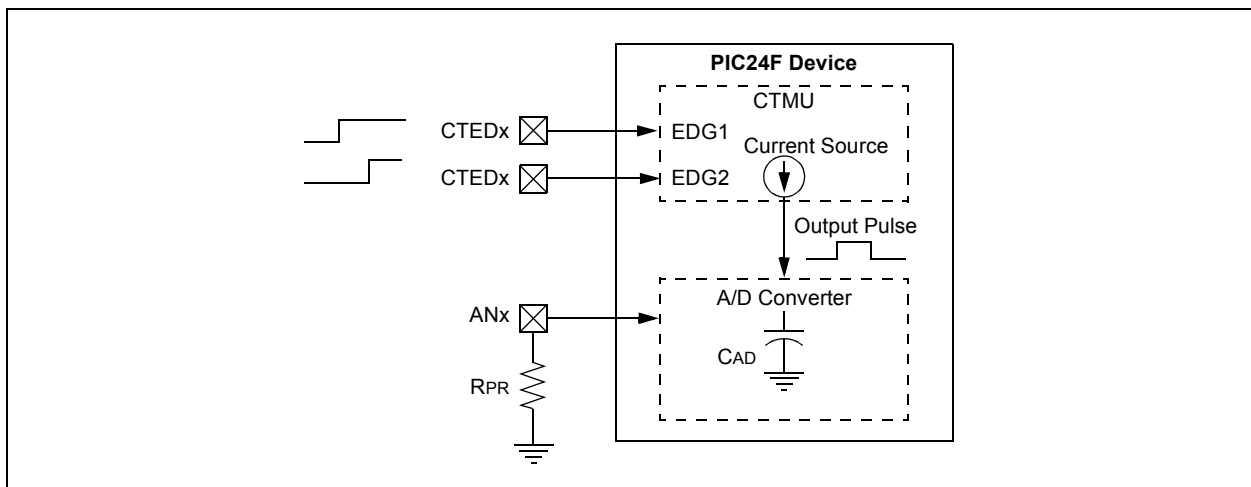 PIC24F Device
CTMU
CTEDx
EDG1
Current Source
CTEDx
EDG2
Output Pulse
A/D Converter
ANx
CAD
RPR